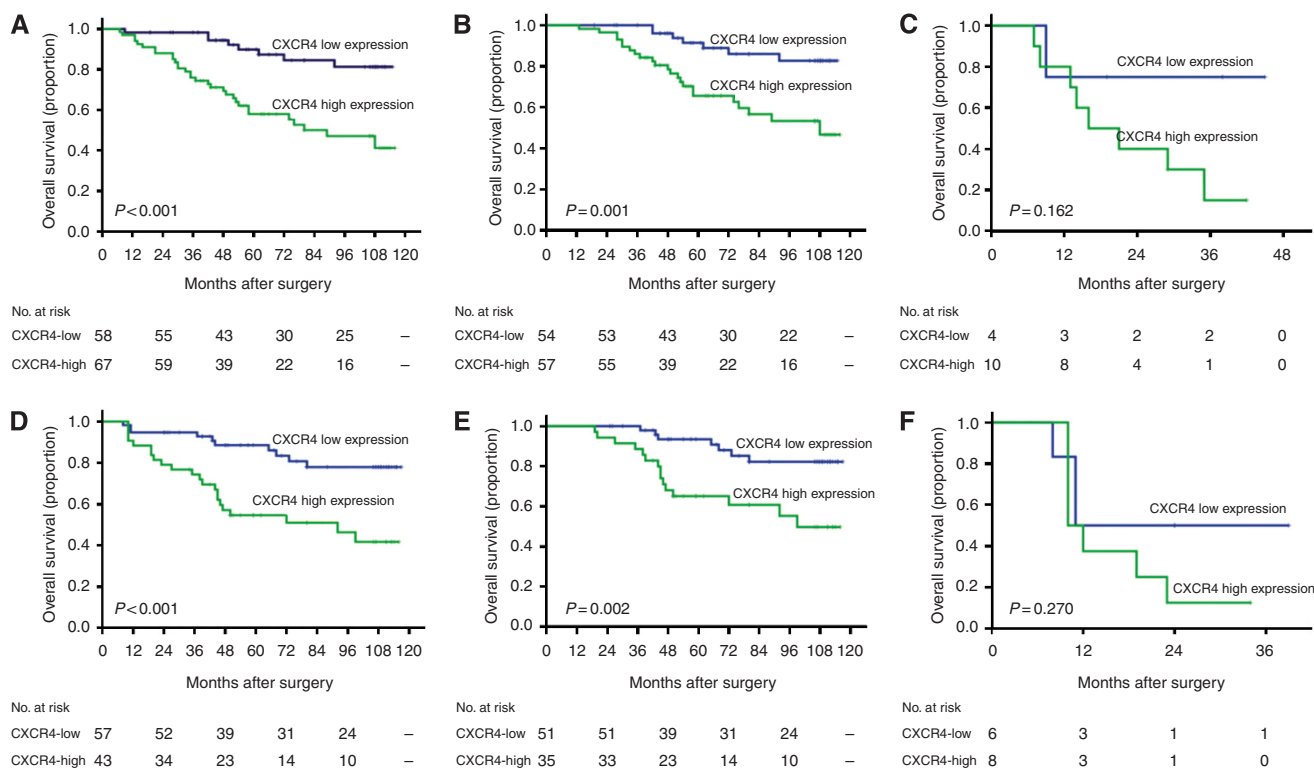 A
Overall survival (proportion)
1.0
0.8
0.6
0.4
0.2
0.0
CXCR4 low expression
CXCR4 high expression
P < 0.001
0 12 24 36 48 60 72 84 96 108 120
Months after surgery
No. at risk
CXCR4-low 58 55 43 30 25 –
CXCR4-high 67 59 39 22 16 –
B
Overall survival (proportion)
1.0
0.8
0.6
0.4
0.2
0.0
CXCR4 low expression
CXCR4 high expression
P = 0.001
0 12 24 36 48 60 72 84 96 108 120
Months after surgery
No. at risk
CXCR4-low 54 53 43 30 22 –
CXCR4-high 57 55 39 22 16 –
C
Overall survival (proportion)
1.0
0.8
0.6
0.4
0.2
0.0
CXCR4 low expression
CXCR4 high expression
P = 0.162
0 12 24 36 48
Months after surgery
No. at risk
CXCR4-low 4 3 2 2 0
CXCR4-high 10 8 4 1 0
D
Overall survival (proportion)
1.0
0.8
0.6
0.4
0.2
0.0
CXCR4 low expression
CXCR4 high expression
P < 0.001
0 12 24 36 48 60 72 84 96 108 120
Months after surgery
No. at risk
CXCR4-low 57 52 39 31 24 –
CXCR4-high 43 34 23 14 10 –
E
Overall survival (proportion)
1.0
0.8
0.6
0.4
0.2
0.0
CXCR4 low expression
CXCR4 high expression
P = 0.002
0 12 24 36 48 60 72 84 96 108 120
Months after surgery
No. at risk
CXCR4-low 51 51 39 31 24 –
CXCR4-high 35 33 23 14 10 –
F
Overall survival (proportion)
1.0
0.8
0.6
0.4
0.2
0.0
CXCR4 low expression
CXCR4 high expression
P = 0.270
0 12 24 36
Months after surgery
No. at risk
CXCR4-low 6 3 1 1
CXCR4-high 8 3 1 0